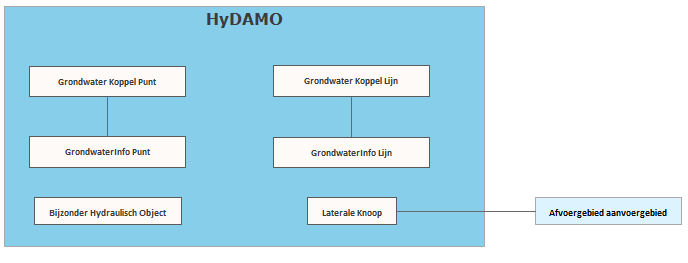 HyDAMO
Grondwater Koppel Punt
Grondwater Koppel Lijn
GrondwaterInfo Punt
GrondwaterInfo Lijn
Bijzonder Hydraulisch Object
Laterale Knoop
Afvoergebied aanvoergebied